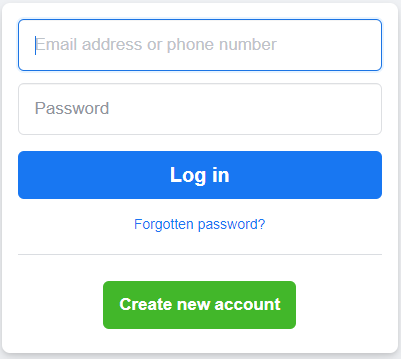 Email address or phone number
Password
Log in
Forgotten password?
Create new account